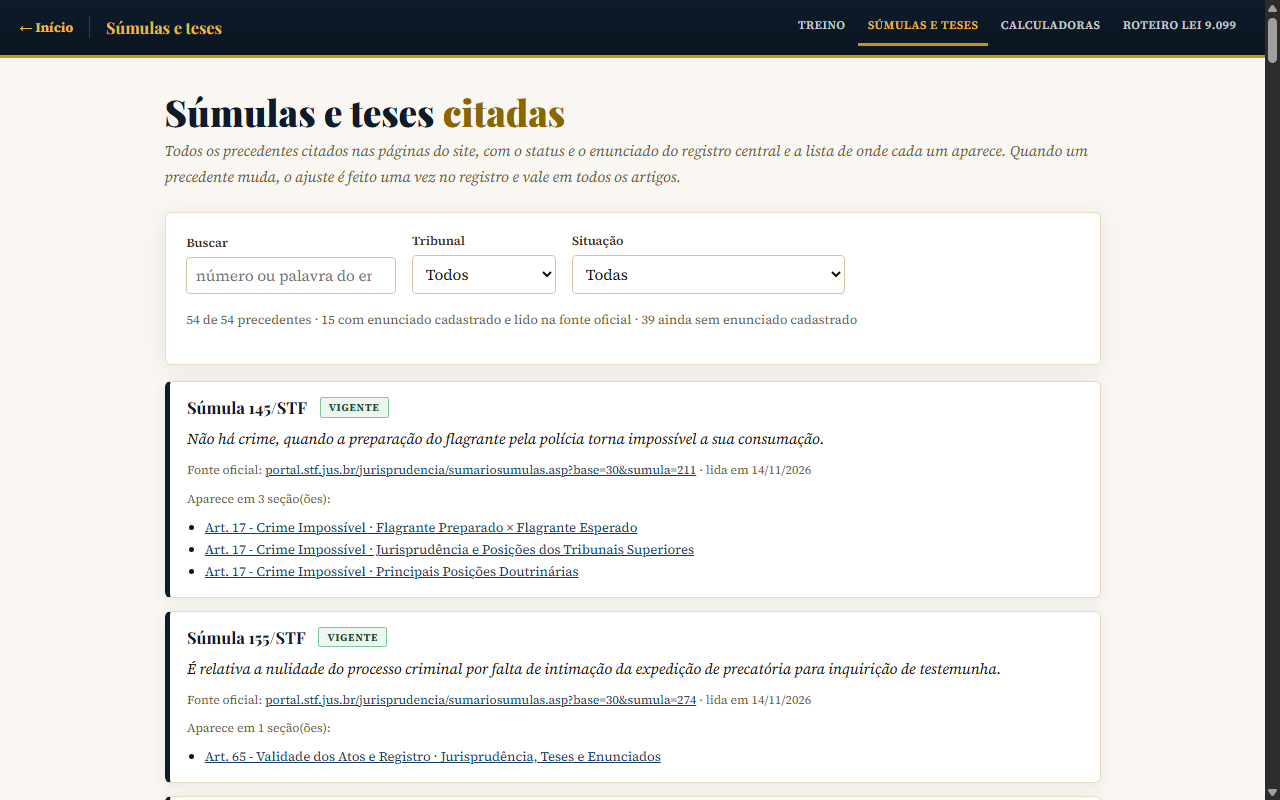 ← Início
Súmulas e teses
TREINO
SÚMULAS E TESES
CALCULADORAS
ROTEIRO LEI 9.099
Súmulas e teses citadas
Todos os precedentes citados nas páginas do site, com o status e o enunciado do registro central e a lista de onde cada um aparece. Quando um
precedente muda, o ajuste é feito uma vez no registro e vale em todos os artigos.
Buscar
Tribunal
Situação
número ou palavra do er
Todos
Todas
54 de 54 precedentes · 15 com enunciado cadastrado e lido na fonte oficial · 39 ainda sem enunciado cadastrado
Súmula 145/STF
VIGENTE
Não há crime, quando a preparação do flagrante pela polícia torna impossível a sua consumação.
Fonte oficial: portal.stf.jus.br/jurisprudencia/sumariosumulas.asp?base=30&sumula=211 · lida em 14/11/2026
Aparece em 3 seção(ões):
• Art. 17 - Crime Impossível · Flagrante Preparado × Flagrante Esperado
• Art. 17 - Crime Impossível · Jurisprudência e Posições dos Tribunais Superiores
• Art. 17 - Crime Impossível · Principais Posições Doutrinárias
Súmula 155/STF
VIGENTE
É relativa a nulidade do processo criminal por falta de intimação da expedição de precatória para inquirição de testemunha.
Fonte oficial: portal.stf.jus.br/jurisprudencia/sumariosumulas.asp?base=30&sumula=274 · lida em 14/11/2026
Aparece em 1 seção(ões):
• Art. 65 - Validade dos Atos e Registro · Jurisprudência, Teses e Enunciados